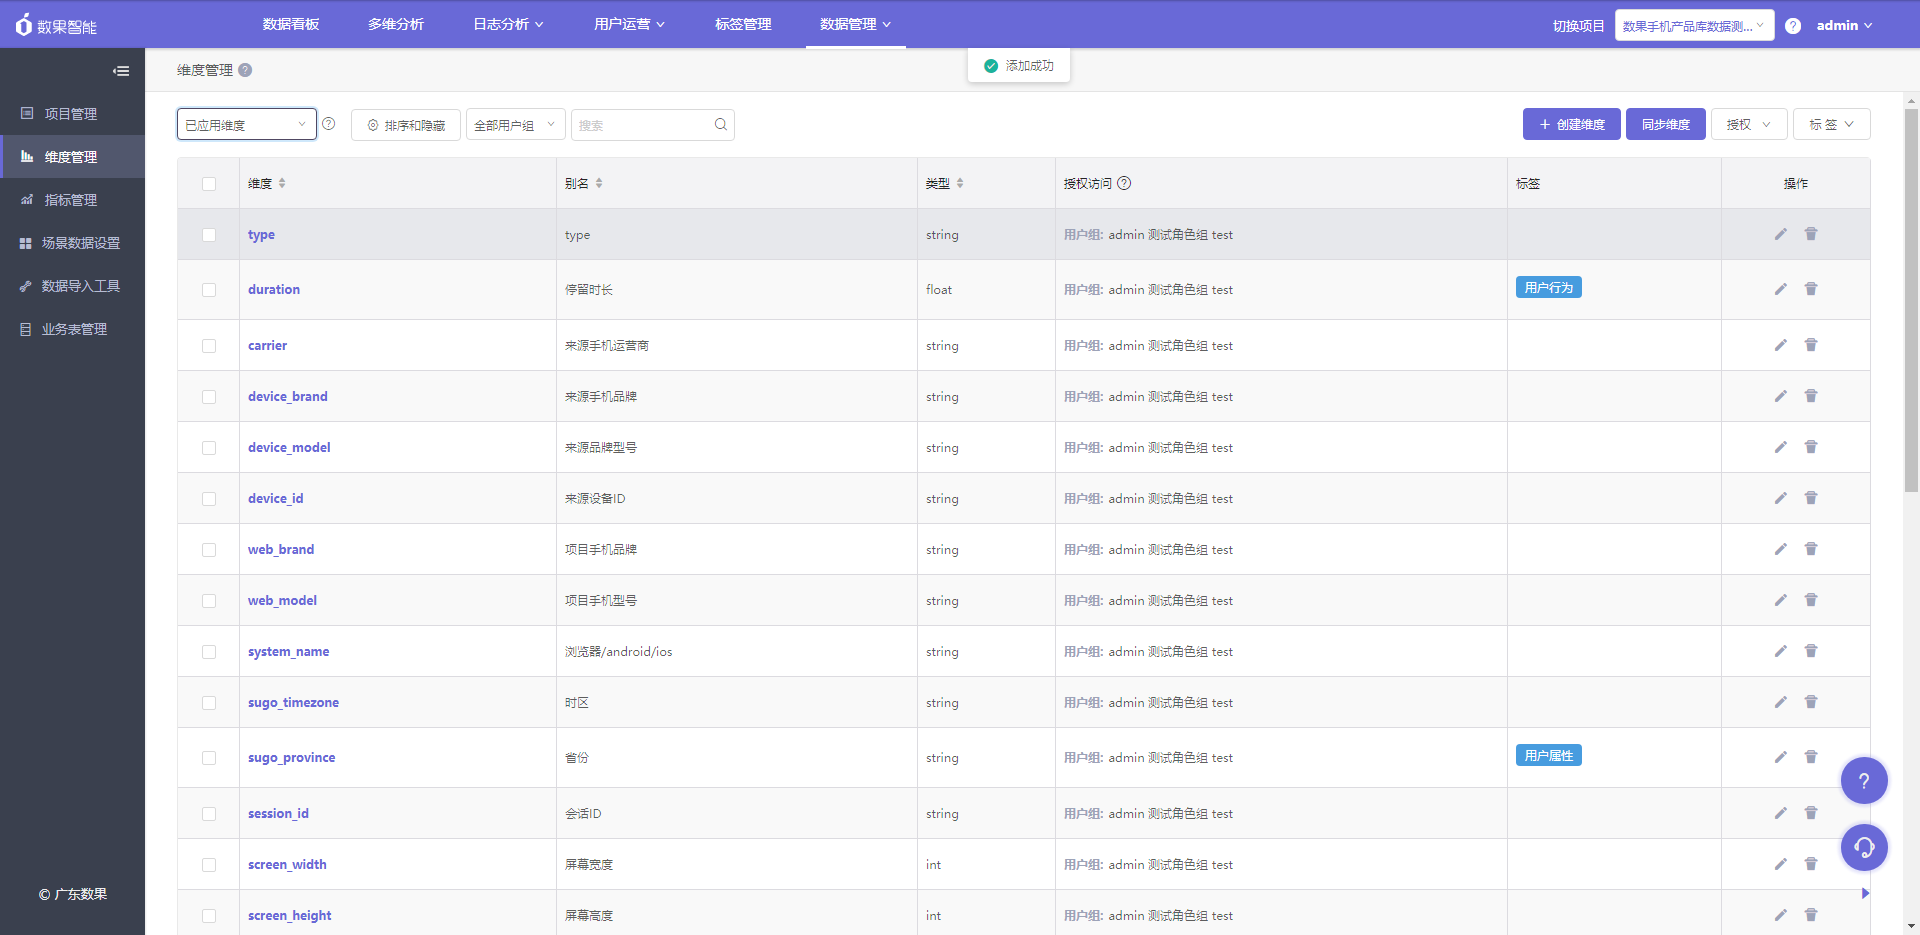 数果智能
数据看板 多维分析 日志分析 用户运营 标签管理 数据管理
切换项目 数果手机产品库数据测... ? admin
添加成功
项目管理
维度管理
指标管理
场景数据设置
数据导入工具
业务表管理
© 广东数果
维度管理 ?
已应用维度 ? 排序和隐藏 全部用户组 搜索
+ 创建维度 同步维度 授权 标签
维度 别名 类型 授权访问 ? 标签 操作
type type string 用户组: admin 测试角色组 test
duration 停留时长 float 用户组: admin 测试角色组 test 用户行为
carrier 来源手机运营商 string 用户组: admin 测试角色组 test
device_brand 来源手机品牌 string 用户组: admin 测试角色组 test
device_model 来源品牌型号 string 用户组: admin 测试角色组 test
device_id 来源设备ID string 用户组: admin 测试角色组 test
web_brand 项目手机品牌 string 用户组: admin 测试角色组 test
web_model 项目手机型号 string 用户组: admin 测试角色组 test
system_name 浏览器/android/ios string 用户组: admin 测试角色组 test
sugo_timezone 时区 string 用户组: admin 测试角色组 test
sugo_province 省份 string 用户组: admin 测试角色组 test 用户属性
session_id 会话ID string 用户组: admin 测试角色组 test
screen_width 屏幕宽度 int 用户组: admin 测试角色组 test
screen_height 屏幕高度 int 用户组: admin 测试角色组 test
?